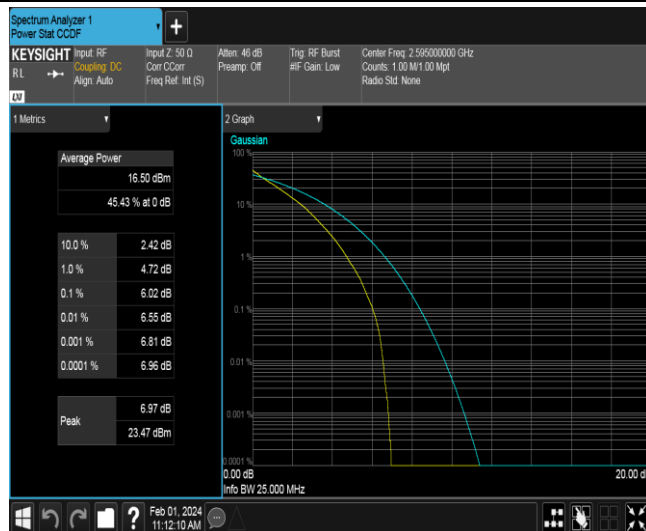 Spectrum Analyzer 1
Power Stat CCDF
+
KEYSIGHT
RL
LXI
Input: RF
Coupling: DC
Align: Auto
Input Z: 50 Ω
Corr CCorr
Freq Ref: Int (S)
Atten: 46 dB
Preamp: Off
Trig: RF Burst
#IF Gain: Low
Center Freq: 2.595000000 GHz
Counts: 1.00 M/1.00 Mpt
Radio Std: None
1 Metrics
Average Power
16.50 dBm
45.43 % at 0 dB
10.0 % 2.42 dB
1.0 % 4.72 dB
0.1 % 6.02 dB
0.01 % 6.55 dB
0.001 % 6.81 dB
0.0001 % 6.96 dB
Peak
6.97 dB
23.47 dBm
2 Graph
Gaussian
100 %
10 %
1 %
0.1 %
0.01 %
0.001 %
0.0001 %
0.00 dB 20.00 d
Info BW 25.000 MHz
?
Feb 01, 2024
11:12:10 AM